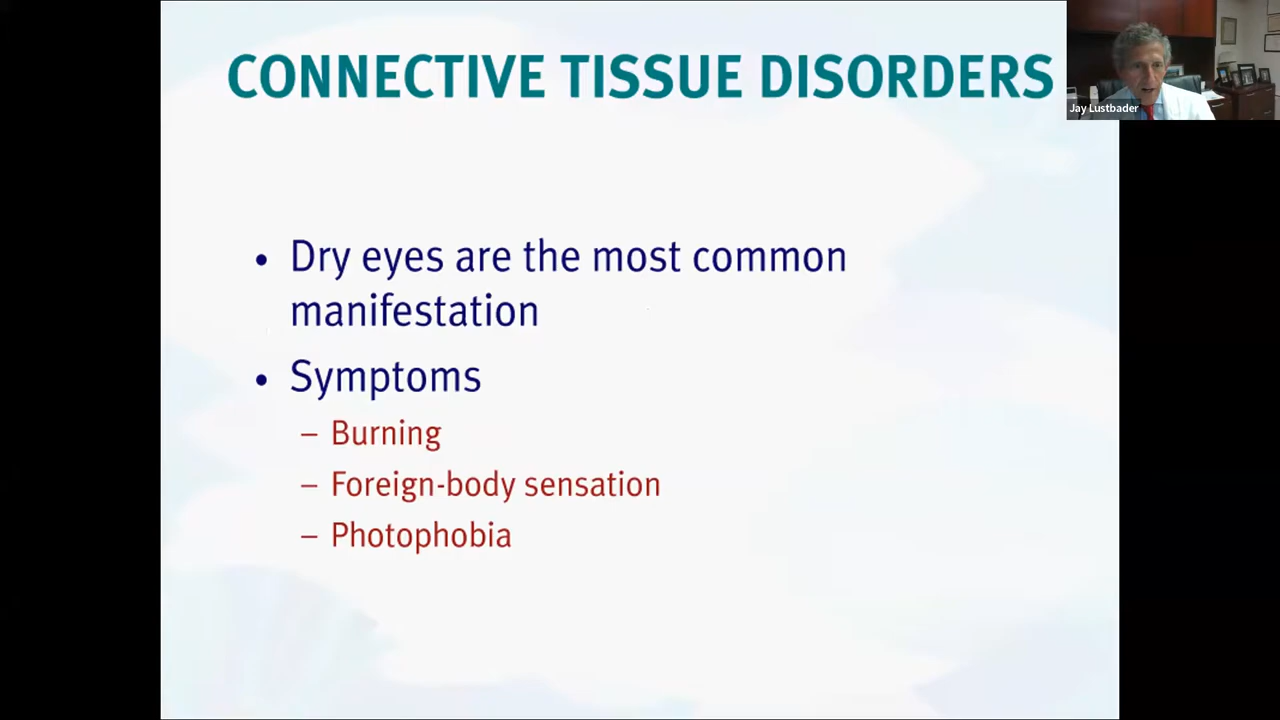 CONNECTIVE TISSUE DISORDERS
Jay Lustbader
• Dry eyes are the most common
manifestation
• Symptoms
– Burning
– Foreign-body sensation
– Photophobia